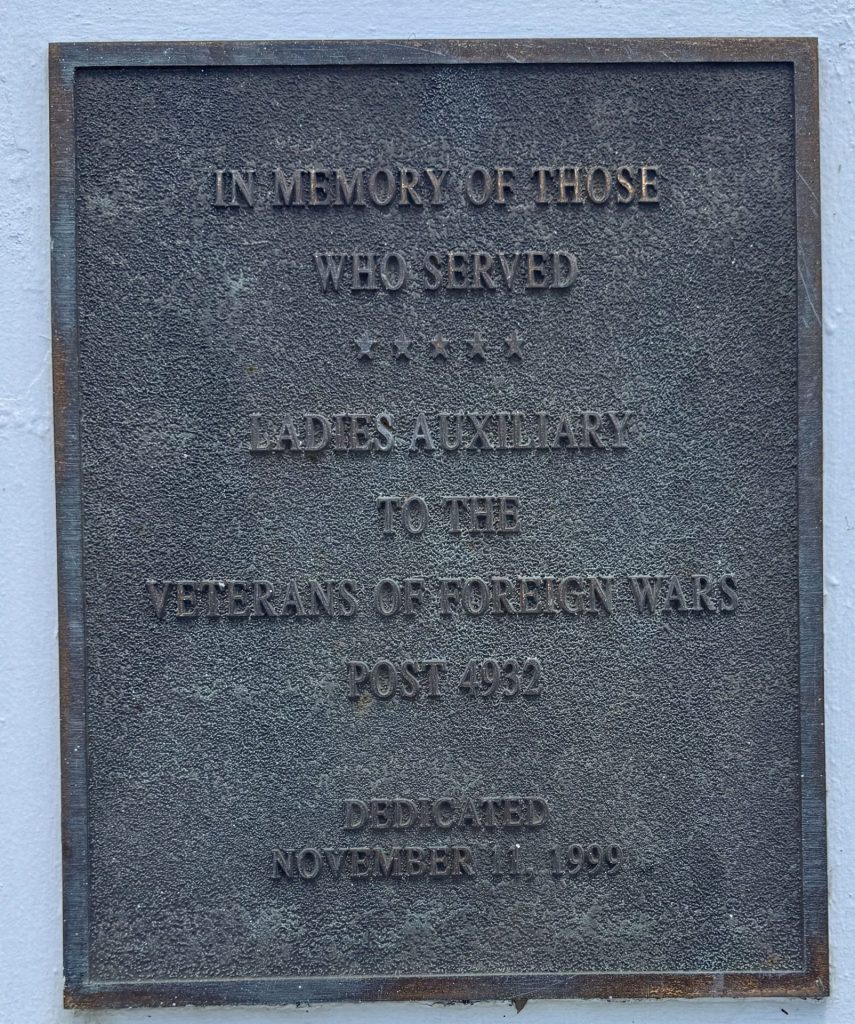 IN MEMORY OF THOSE
WHO SERVED
★★★★★
LADIES AUXILIARY
TO THE
VETERANS OF FOREIGN WARS
POST 4932
DEDICATED
NOVEMBER 11, 1999